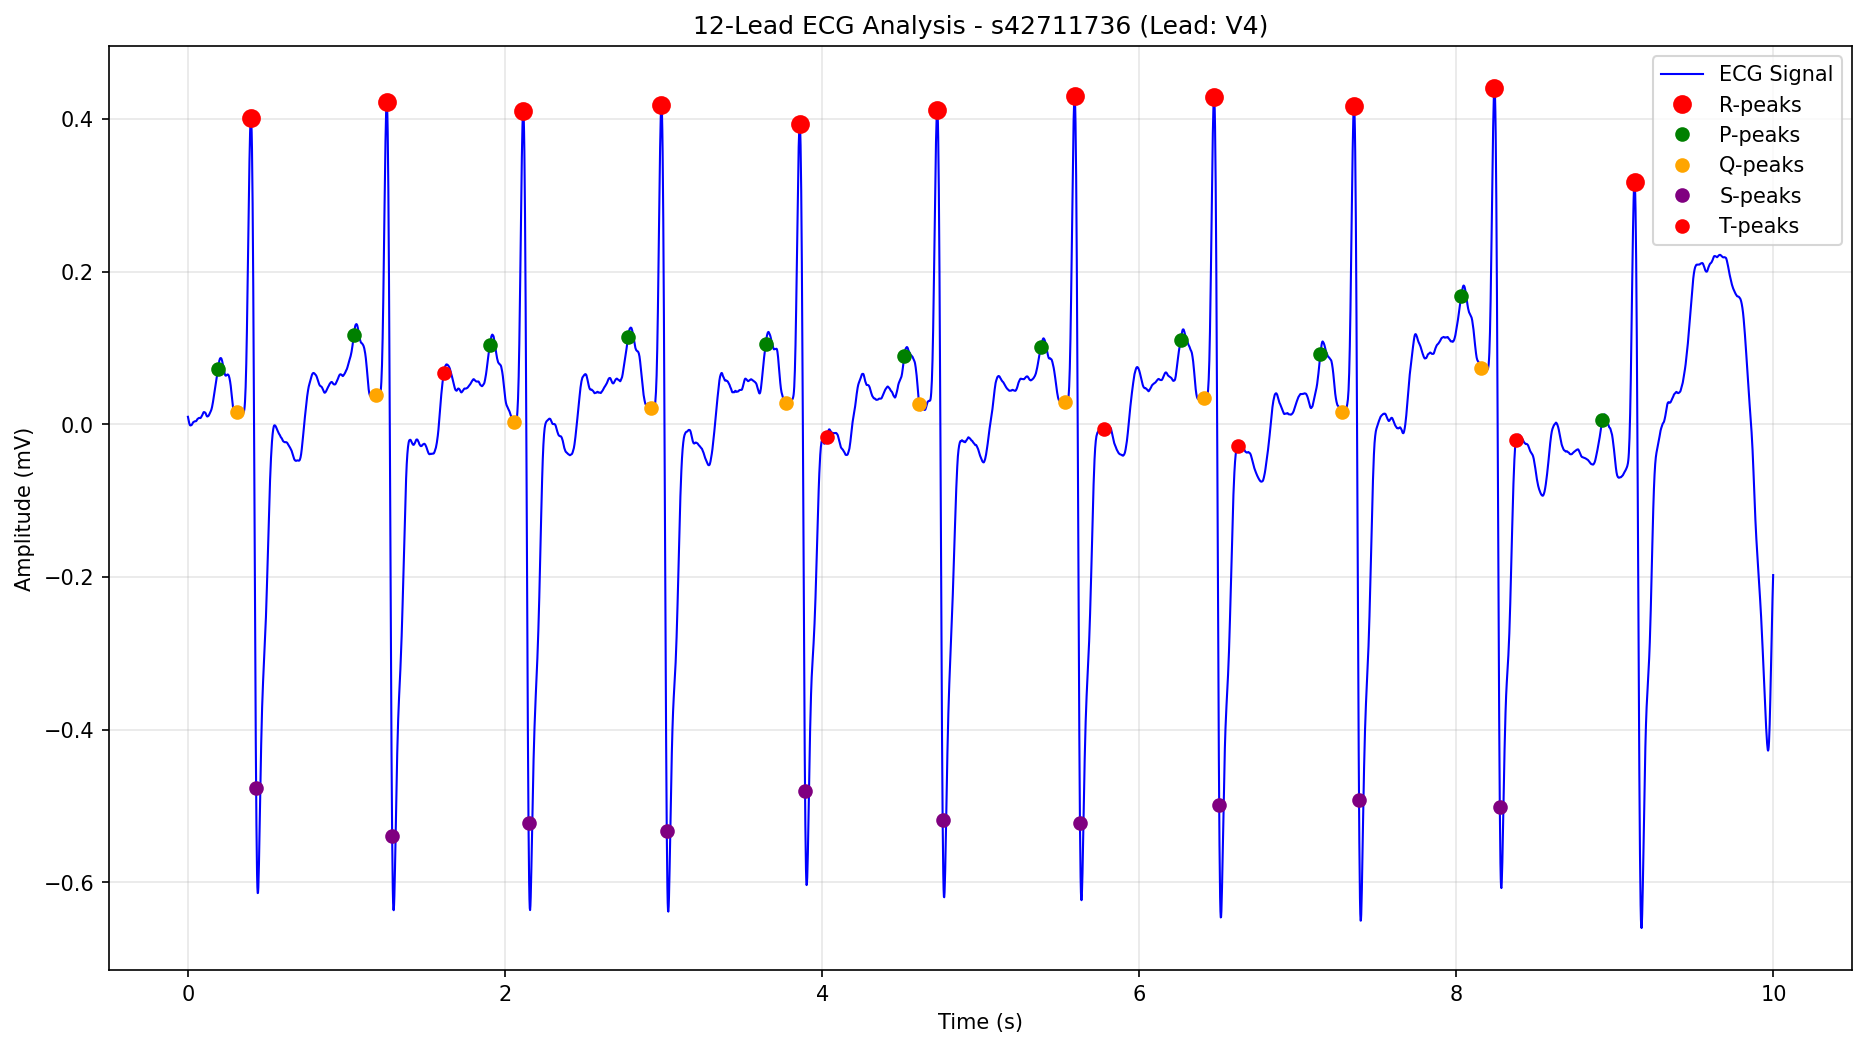 12-Lead ECG Analysis - s42711736 (Lead: V4)
ECG Signal
R-peaks
P-peaks
Q-peaks
S-peaks
T-peaks
Amplitude (mV)
0.4
0.2
0.0
−0.2
−0.4
−0.6
0 2 4 6 8 10
Time (s)